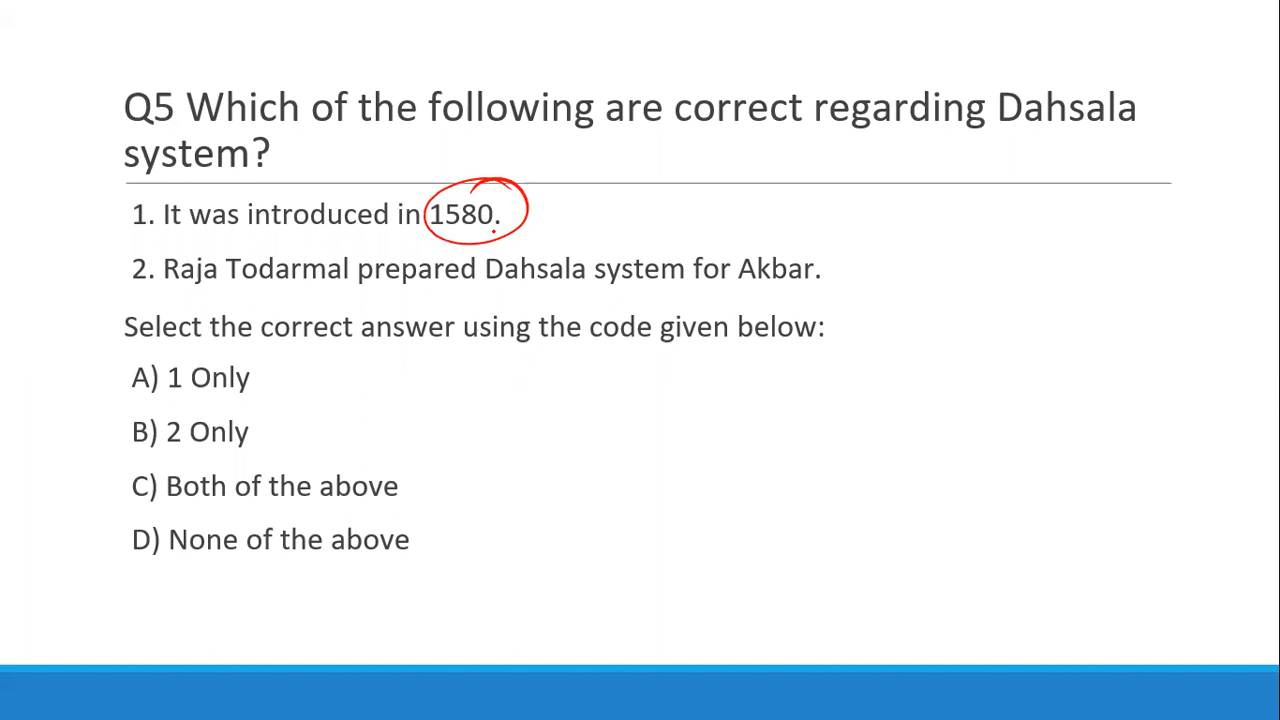 Q5 Which of the following are correct regarding Dahsala
system?
1. It was introduced in 1580.
2. Raja Todarmal prepared Dahsala system for Akbar.
Select the correct answer using the code given below:
A) 1 Only
B) 2 Only
C) Both of the above
D) None of the above